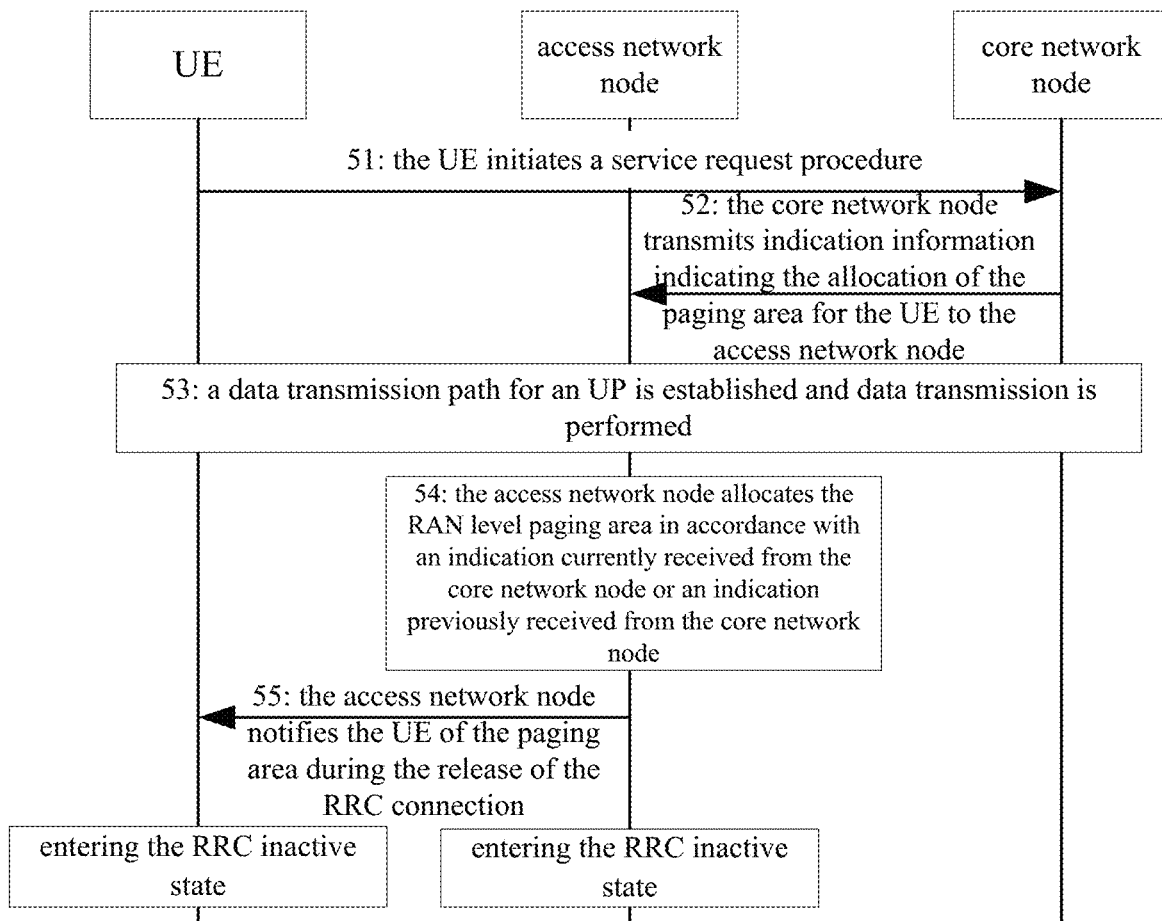 UE
access network
node
core network
node
51: the UE initiates a service request procedure
52: the core network node
transmits indication information
indicating the allocation of the
paging area for the UE to the
access network node
53: a data transmission path for an UP is established and data transmission is
performed
54: the access network node allocates the
RAN level paging area in accordance with
an indication currently received from the
core network node or an indication
previously received from the core network
node
55: the access network node
notifies the UE of the paging
area during the release of the
RRC connection
entering the RRC inactive
state
entering the RRC inactive
state